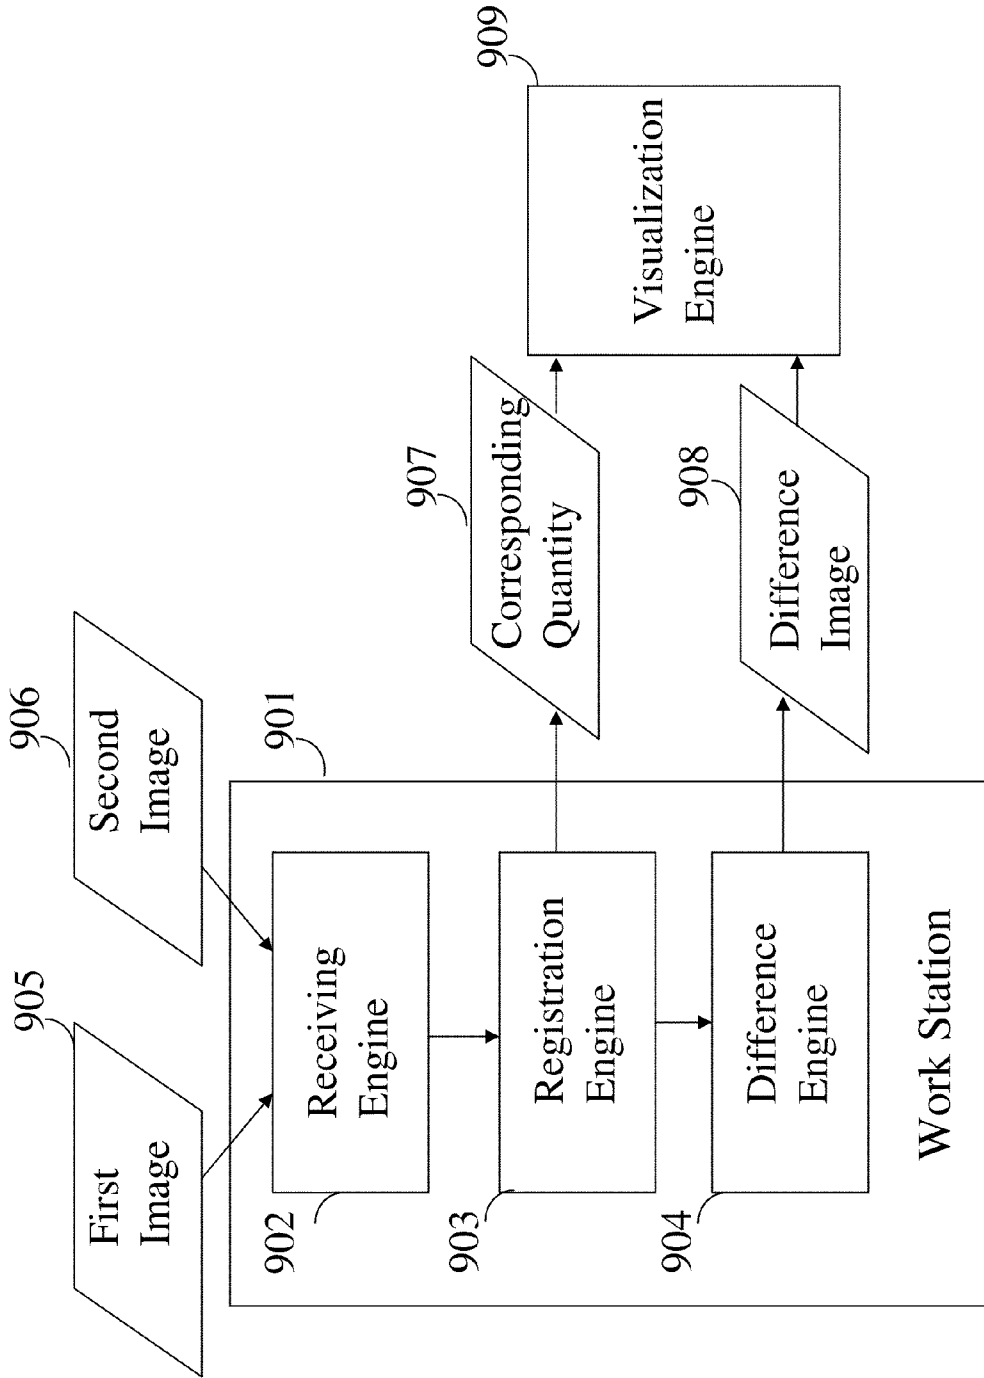 905
First
Image
906
Second
Image
901
902
Receiving
Engine
903
Registration
Engine
904
Difference
Engine
Work Station
907
Corresponding
Quantity
908
Difference
Image
909
Visualization
Engine